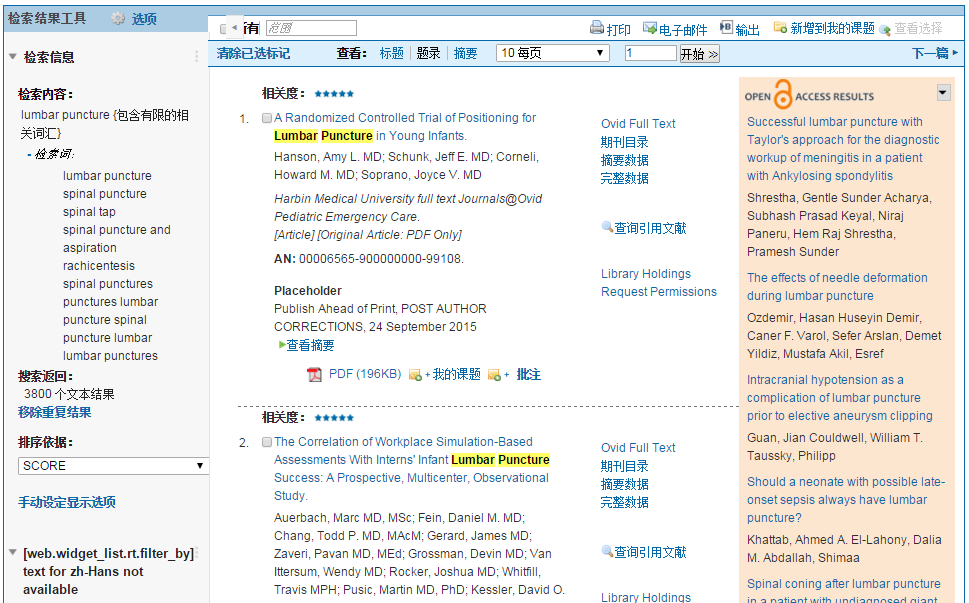 检索结果工具
选项
检索信息
检索内容:
lumbar puncture {包含有限的相
关词汇}
- 检索词:
lumbar puncture
spinal puncture
spinal tap
spinal puncture and
aspiration
rachicentesis
spinal punctures
punctures lumbar
puncture spinal
puncture lumbar
lumbar punctures
搜索返回:
3800 个文本结果
移除重复结果
排序依据:
SCORE
手动设定显示选项
[web.widget_list.rt.filter_by]
text for zh-Hans not
available
有 范围 打印 电子邮件 输出 新增到我的课题 查看选择
清除已选标记 查看: 标题 | 题录 | 摘要 10 每页 1 开始 ≫ 下一篇
相关度:
1. A Randomized Controlled Trial of Positioning for
Lumbar Puncture in Young Infants.
Hanson, Amy L. MD; Schunk, Jeff E. MD; Corneli,
Howard M. MD; Soprano, Joyce V. MD
Harbin Medical University full text Journals@Ovid
Pediatric Emergency Care.
[Article] [Original Article: PDF Only]
AN: 00006565-900000000-99108.
Placeholder
Publish Ahead of Print, POST AUTHOR
CORRECTIONS, 24 September 2015
查看摘要
PDF (196KB) +我的课题 + 批注
Ovid Full Text
期刊目录
摘要数据
完整数据
查询引用文献
Library Holdings
Request Permissions
相关度:
2. The Correlation of Workplace Simulation-Based
Assessments With Interns' Infant Lumbar Puncture
Success: A Prospective, Multicenter, Observational
Study.
Auerbach, Marc MD, MSc; Fein, Daniel M. MD;
Chang, Todd P. MD, MAcM; Gerard, James MD;
Zaveri, Pavan MD, MEd; Grossman, Devin MD; Van
Ittersum, Wendy MD; Rocker, Joshua MD; Whitfill,
Travis MPH; Pusic, Martin MD, PhD; Kessler, David O.
Ovid Full Text
期刊目录
摘要数据
完整数据
查询引用文献
Library Holdings
OPEN ACCESS RESULTS
Successful lumbar puncture with
Taylor's approach for the diagnostic
workup of meningitis in a patient
with Ankylosing spondylitis
Shrestha, Gentle Sunder Acharya,
Subhash Prasad Keyal, Niraj
Paneru, Hem Raj Shrestha,
Pramesh Sunder
The effects of needle deformation
during lumbar puncture
Ozdemir, Hasan Huseyin Demir,
Caner F. Varol, Sefer Arslan, Demet
Yildiz, Mustafa Akil, Esref
Intracranial hypotension as a
complication of lumbar puncture
prior to elective aneurysm clipping
Guan, Jian Couldwell, William T.
Taussky, Philipp
Should a neonate with possible late-
onset sepsis always have lumbar
puncture?
Khattab, Ahmed A. El-Lahony, Dalia
M. Abdallah, Shimaa
Spinal coning after lumbar puncture
in a patient with undiagnosed giant